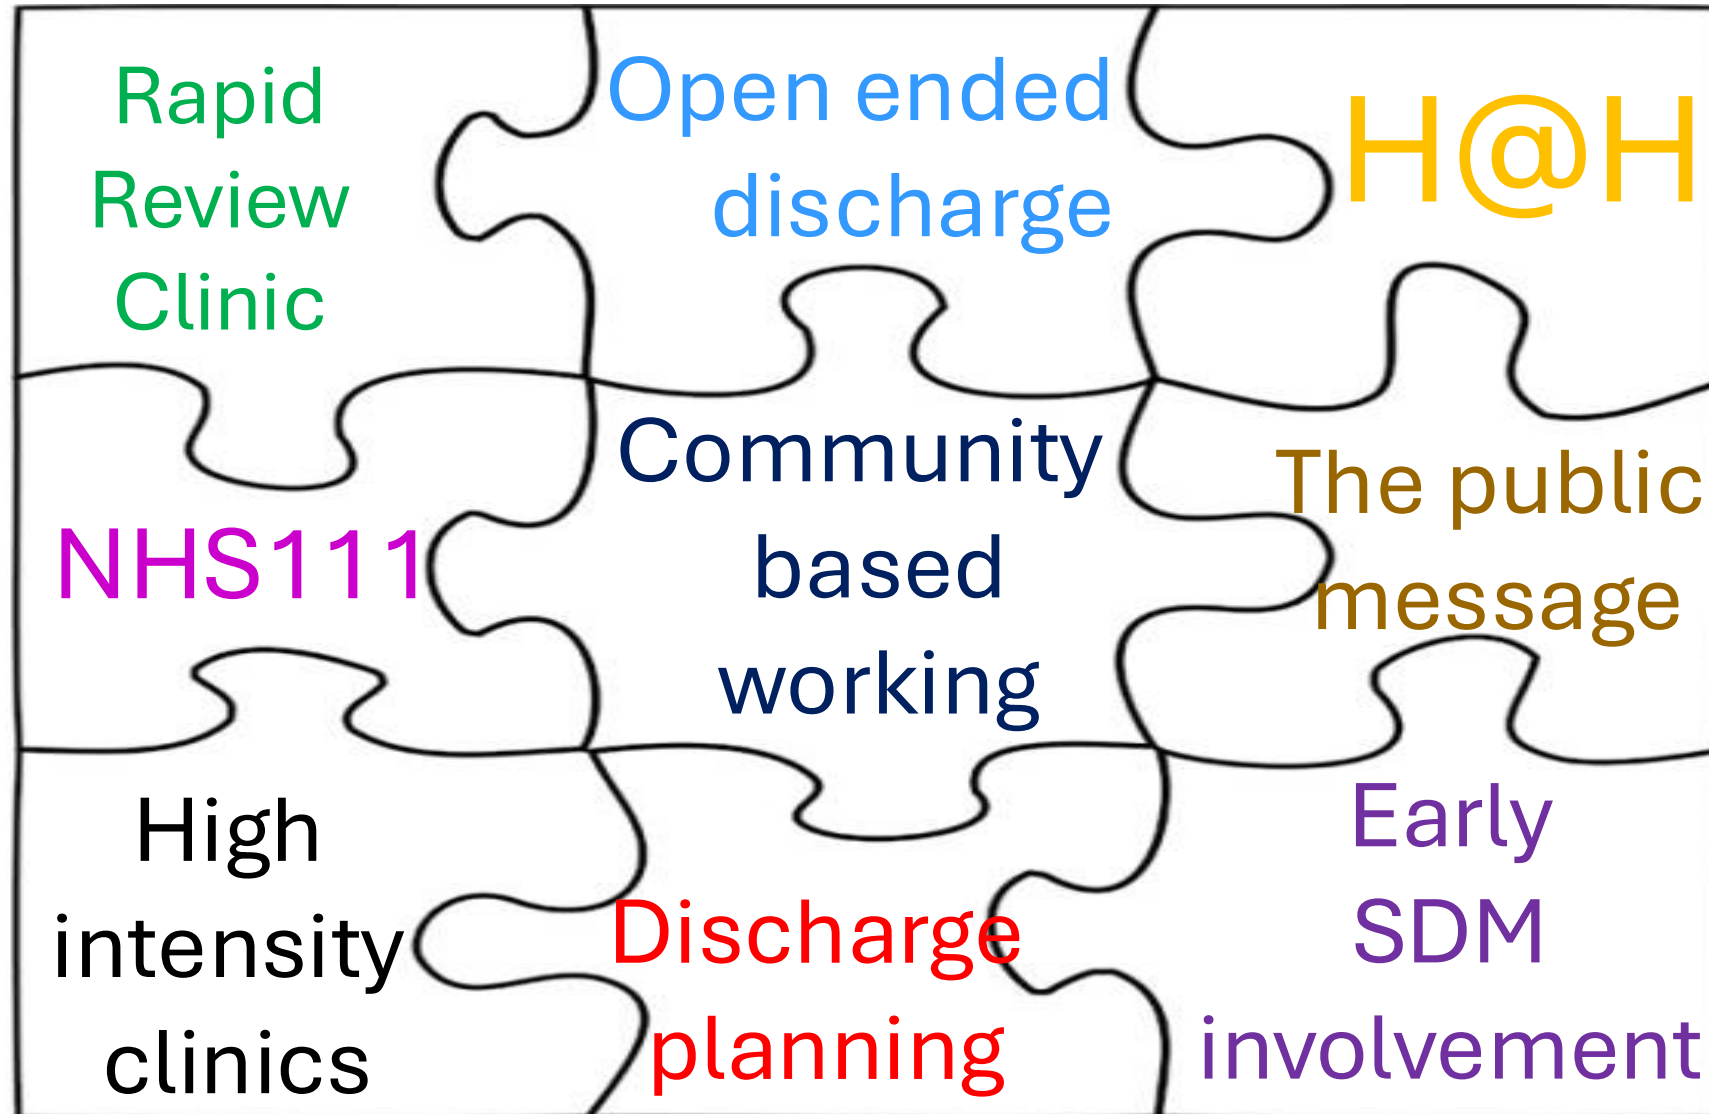 Rapid
Review
Clinic
Open ended
discharge
H@H
NHS111
Community
based
working
The public
message
High
intensity
clinics
Discharge
planning
Early
SDM
involvement